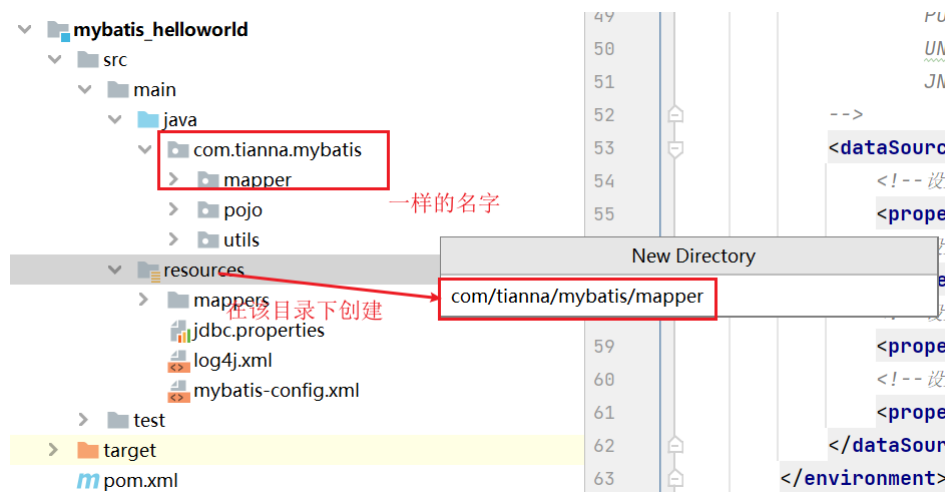 mybatis_helloworld
src
main
java
com.tianna.mybatis
mapper
一样的名字
pojo
utils
resources
mappers
在该目录下创建
jdbc.properties
log4j.xml
mybatis-config.xml
test
target
pom.xml
New Directory
com/tianna/mybatis/mapper
49
50 UN
51 JN
52 -->
53 <dataSourc
54 <!--设
55 <prope
59 <prope
60 <!--设
61 <prope
62 </dataSour
63 </environment>